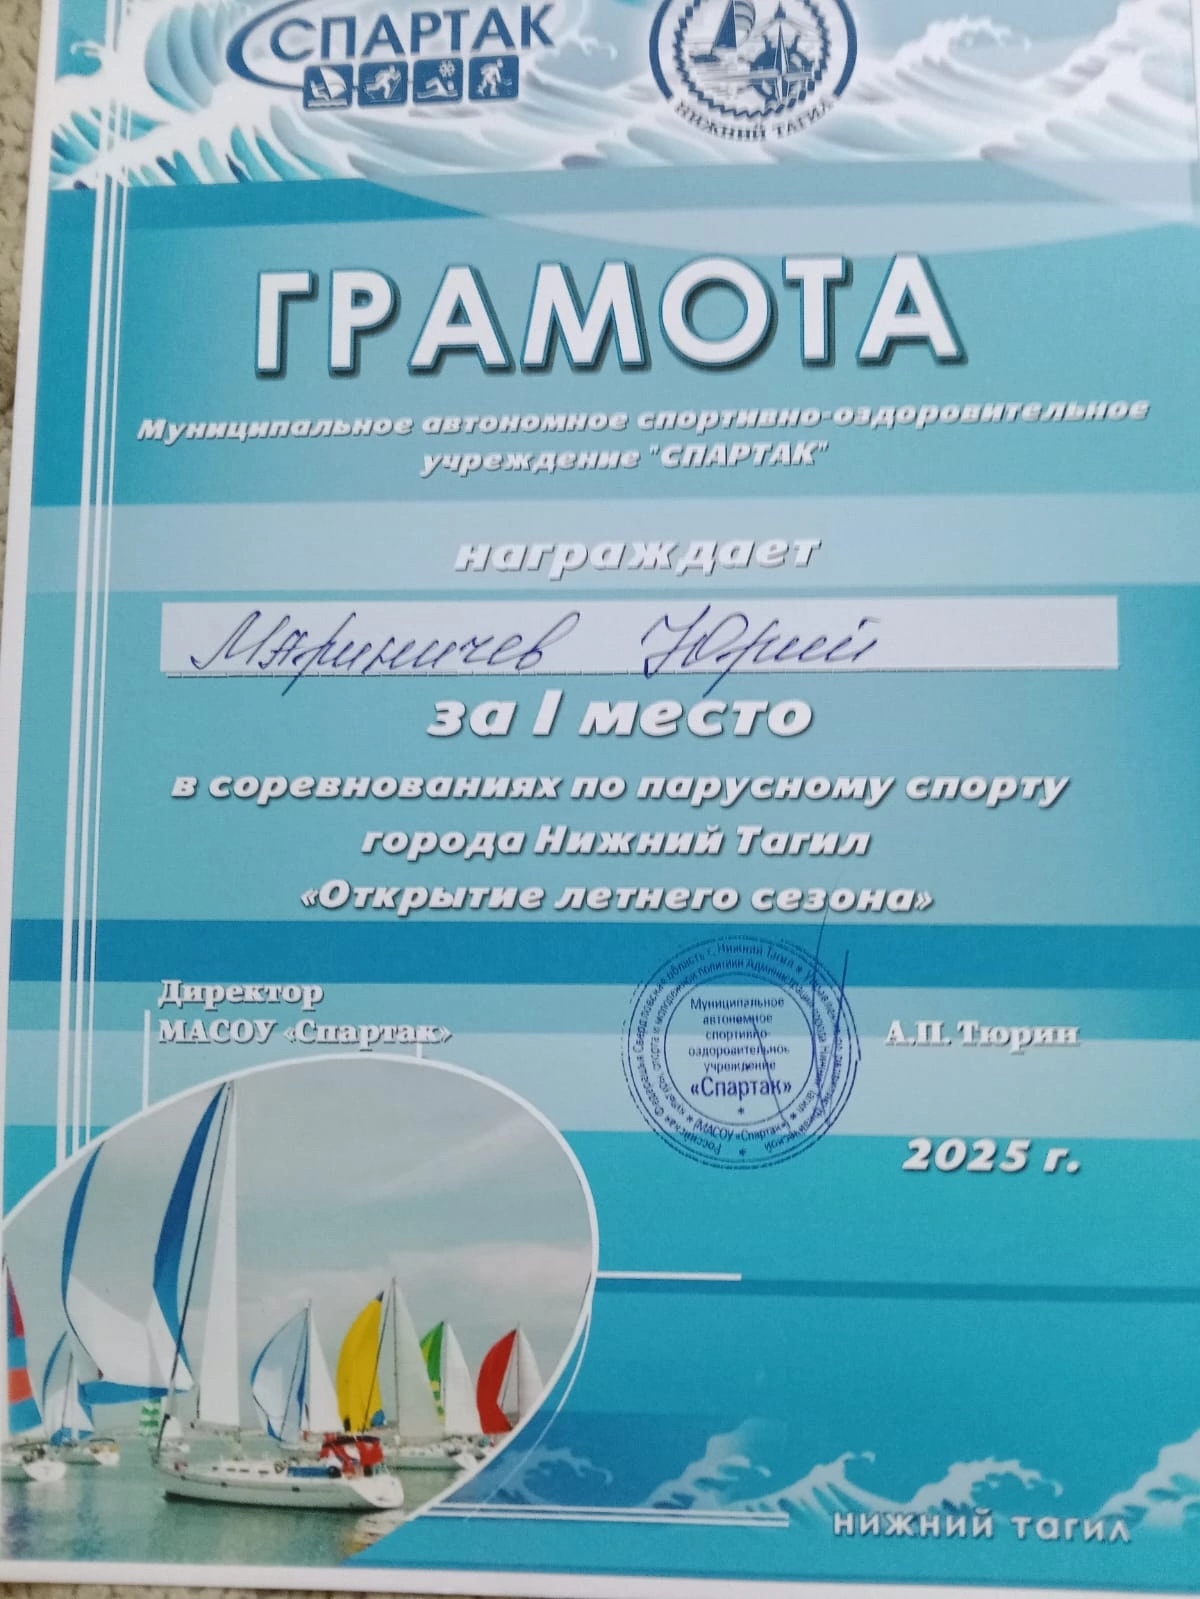 СПАРТАК
НИЖНИЙ ТАГИЛ
ГРАМОТА
Муниципальное автономное спортивно-оздоровительное
учреждение "СПАРТАК"
награждает
Мариничев Юрий
за I место
в соревнованиях по парусному спорту
города Нижний Тагил
«Открытие летнего сезона»
Директор
МАСОУ «Спартак»
Муниципальное
автономное
спортивно-
оздоровительное
учреждение
«Спартак»
(МАСОУ «Спартак»)
А.П. Тюрин
2025 г.
НИЖНИЙ ТАГИЛ